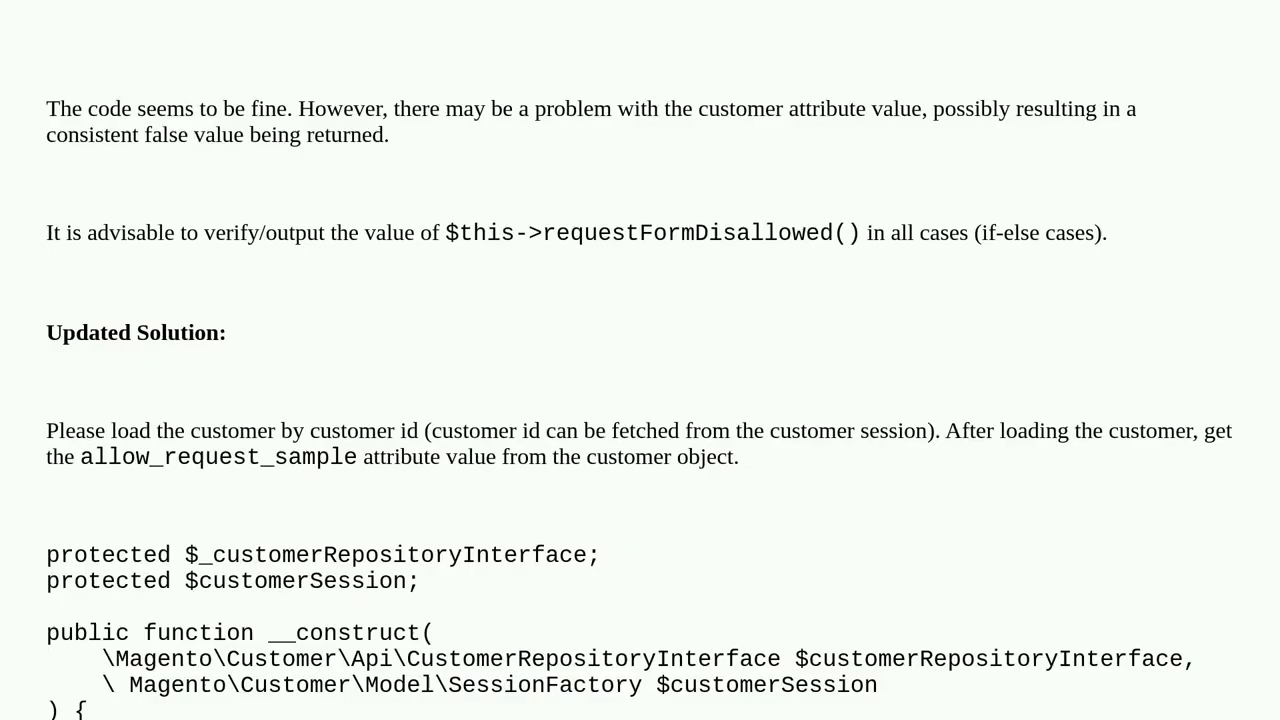 The code seems to be fine. However, there may be a problem with the customer attribute value, possibly resulting in a
consistent false value being returned.
It is advisable to verify/output the value of $this->requestFormDisallowed() in all cases (if-else cases).
Updated Solution:
Please load the customer by customer id (customer id can be fetched from the customer session). After loading the customer, get
the allow_request_sample attribute value from the customer object.
protected $_customerRepositoryInterface;
protected $customerSession;
public function __construct(
    \Magento\Customer\Api\CustomerRepositoryInterface $customerRepositoryInterface,
    \ Magento\Customer\Model\SessionFactory $customerSession
) {